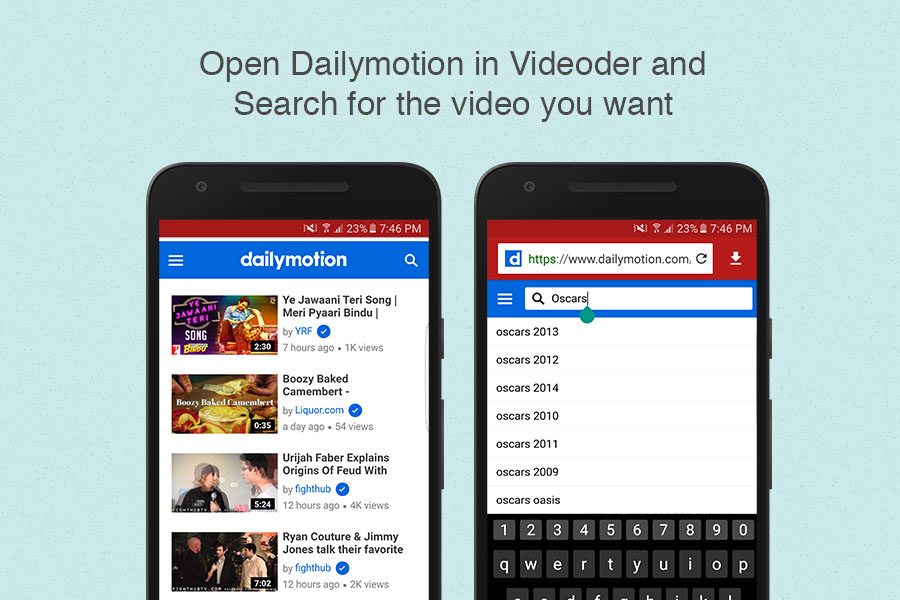 Open Dailymotion in Videoder and
Search for the video you want
23% 7:46 PM
dailymotion
YE
JAWAANI
TERI
SONG
BINDU
2:30
Ye Jawaani Teri Song |
Meri Pyaari Bindu |
by YRF
7 hours ago • 1K views
Boozy Baked Camembert
0:35
Boozy Baked
Camembert -
by Liquor.com
a day ago • 54 views
FIGHTHUBTV.COM
5:24
Urijah Faber Explains
Origins Of Feud With
by fighthub
12 hours ago • 4K views
FIGHTHUBTV.COM
7:02
Ryan Couture & Jimmy
Jones talk their favorite
by fighthub
12 hours ago • 2K views
23% 7:46 PM
d https://www.dailymotion.com/
Oscars
oscars 2013
oscars 2012
oscars 2014
oscars 2010
oscars 2011
oscars 2009
oscars oasis
1 2 3 4 5 6 7 8 9 0
q w e r t y u i o p
a s d f g h j k l